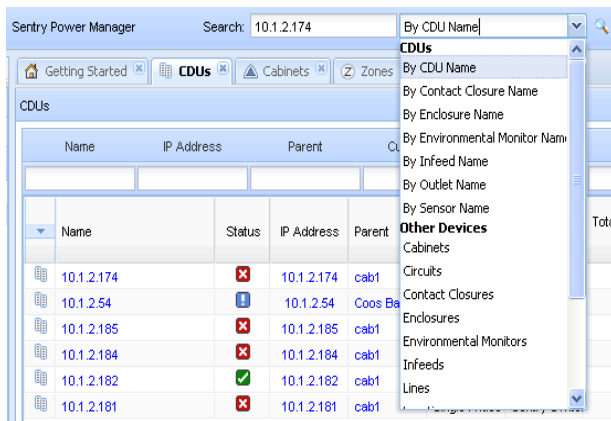 Sentry Power Manager Search: 10.1.2.174 By CDU Name
CDUs
Getting Started CDUs Cabinets Zones By CDU Name
By Contact Closure Name
CDUs
By Enclosure Name
Name IP Address Parent By Environmental Monitor Name
By Infeed Name
By Outlet Name
By Sensor Name
Name Status IP Address Parent Other Devices
Cabinets
10.1.2.174 10.1.2.174 cab1 Circuits
10.1.2.54 10.1.2.54 Coos Contact Closures
10.1.2.185 10.1.2.185 cab1 Enclosures
10.1.2.184 10.1.2.184 cab1 Environmental Monitors
10.1.2.182 10.1.2.182 cab1 Infeeds
10.1.2.181 10.1.2.181 cab1 Lines